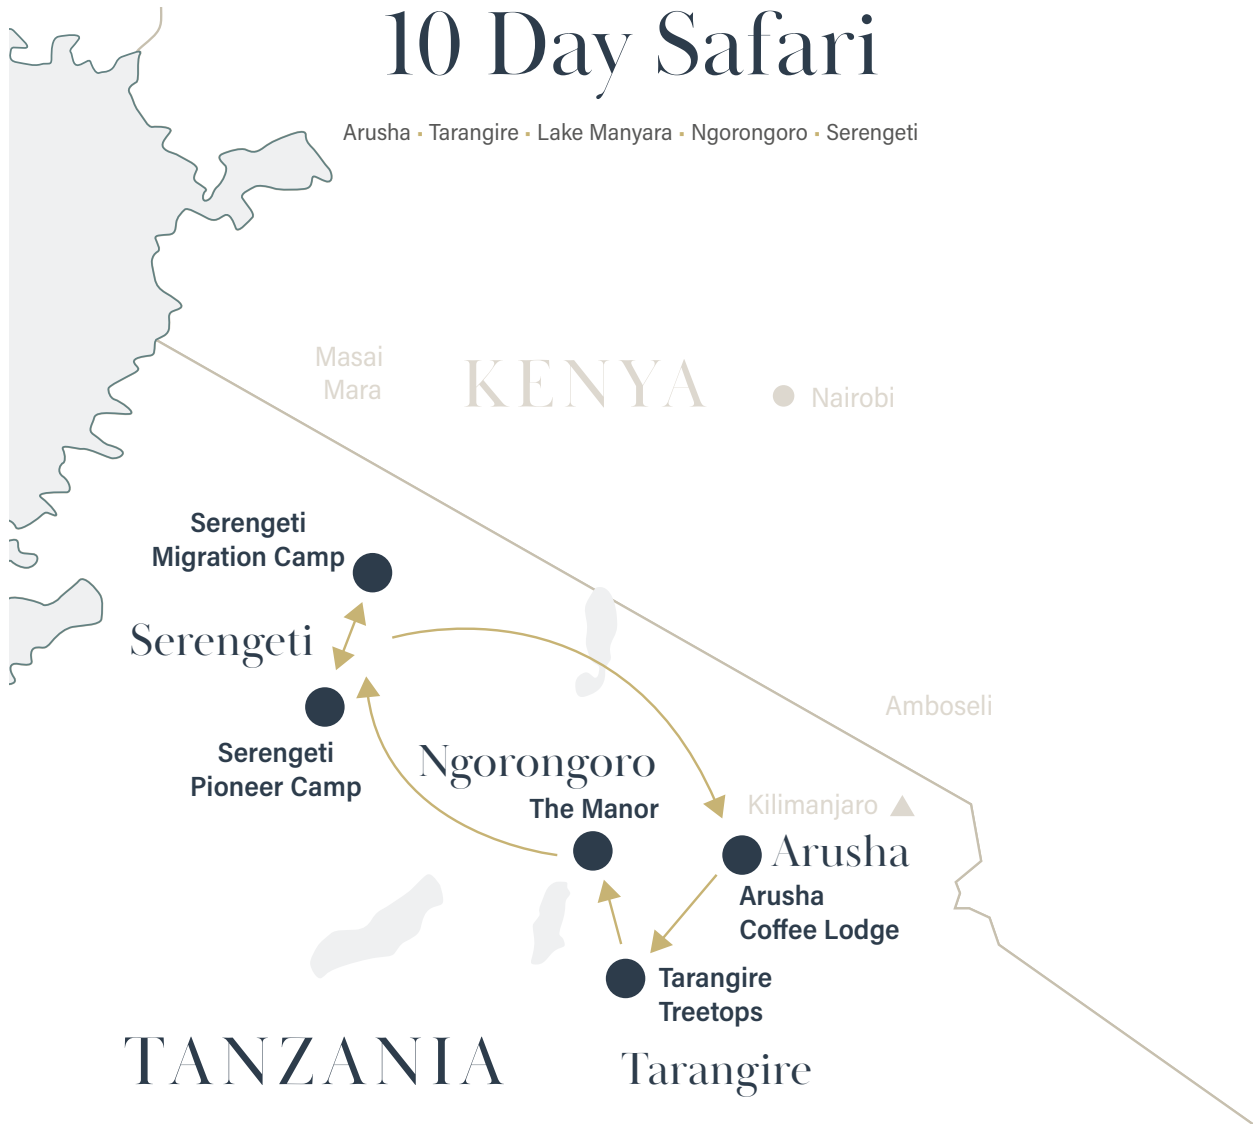 10 Day Safari
Arusha · Tarangire · Lake Manyara · Ngorongoro · Serengeti
Masai
Mara
KENYA
Nairobi
Serengeti
Migration Camp
Serengeti
Amboseli
Serengeti
Pioneer Camp
Ngorongoro
The Manor
Kilimanjaro
Arusha
Arusha
Coffee Lodge
Tarangire
Treetops
TANZANIA
Tarangire